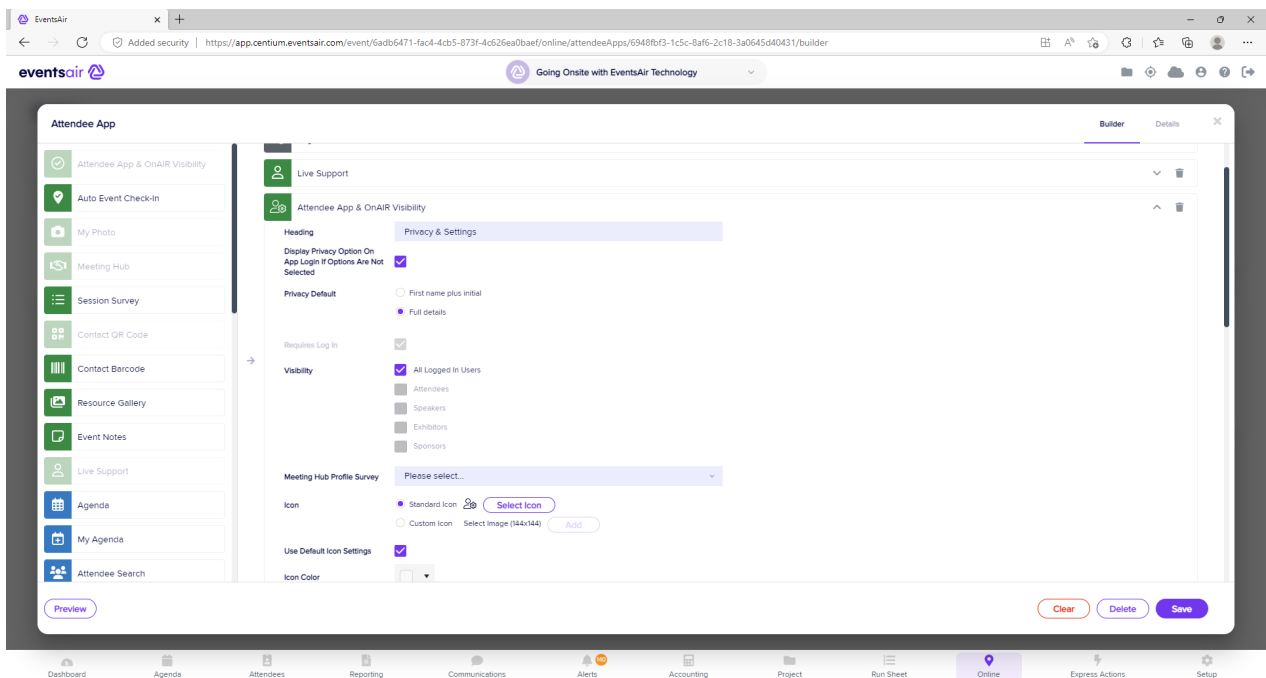 EventsAir
Added security
https://app.centium.eventsair.com/event/6adb6471-fac4-4cb5-873f-4c626ea0baef/online/attendeeApps/6948fbf3-1c5c-8af6-2c18-3a0645d40431/builder
eventsair
Going Onsite with EventsAir Technology
Attendee App
Builder
Details
Attendee App & OnAIR Visibility
Auto Event Check-In
My Photo
Meeting Hub
Session Survey
Contact QR Code
Contact Barcode
Resource Gallery
Event Notes
Live Support
Agenda
My Agenda
Attendee Search
Live Support
Attendee App & OnAIR Visibility
Heading
Privacy & Settings
Display Privacy Option On
App Login If Options Are Not
Selected
Privacy Default
First name plus initial
Full details
Requires Log In
Visibility
All Logged In Users
Attendees
Speakers
Exhibitors
Sponsors
Meeting Hub Profile Survey
Please select...
Icon
Standard Icon
Select Icon
Custom Icon
Select Image (144x144)
Add
Use Default Icon Settings
Icon Color
Preview
Clear
Delete
Save
Dashboard
Agenda
Attendees
Reporting
Communications
Alerts
Accounting
Project
Run Sheet
Online
Express Actions
Setup